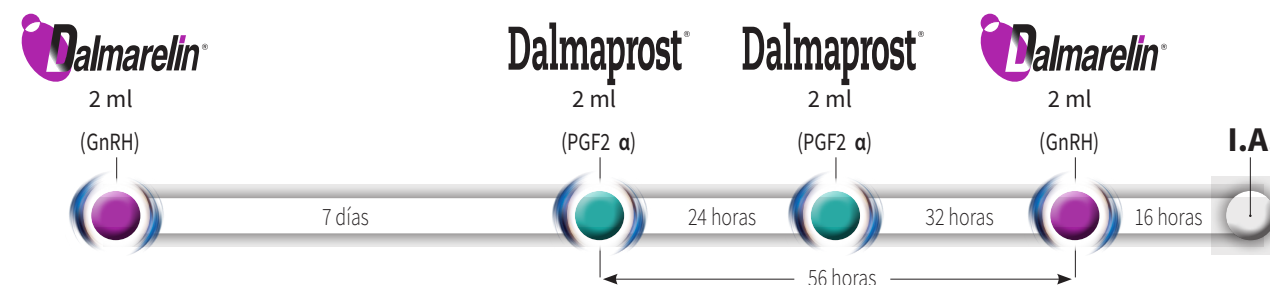 Dalmarelin® Dalmaprost® Dalmaprost® Dalmarelin®
2 ml 2 ml 2 ml 2 ml
(GnRH) (PGF2 α) (PGF2 α) (GnRH) I.A
7 días 24 horas 32 horas 16 horas
56 horas